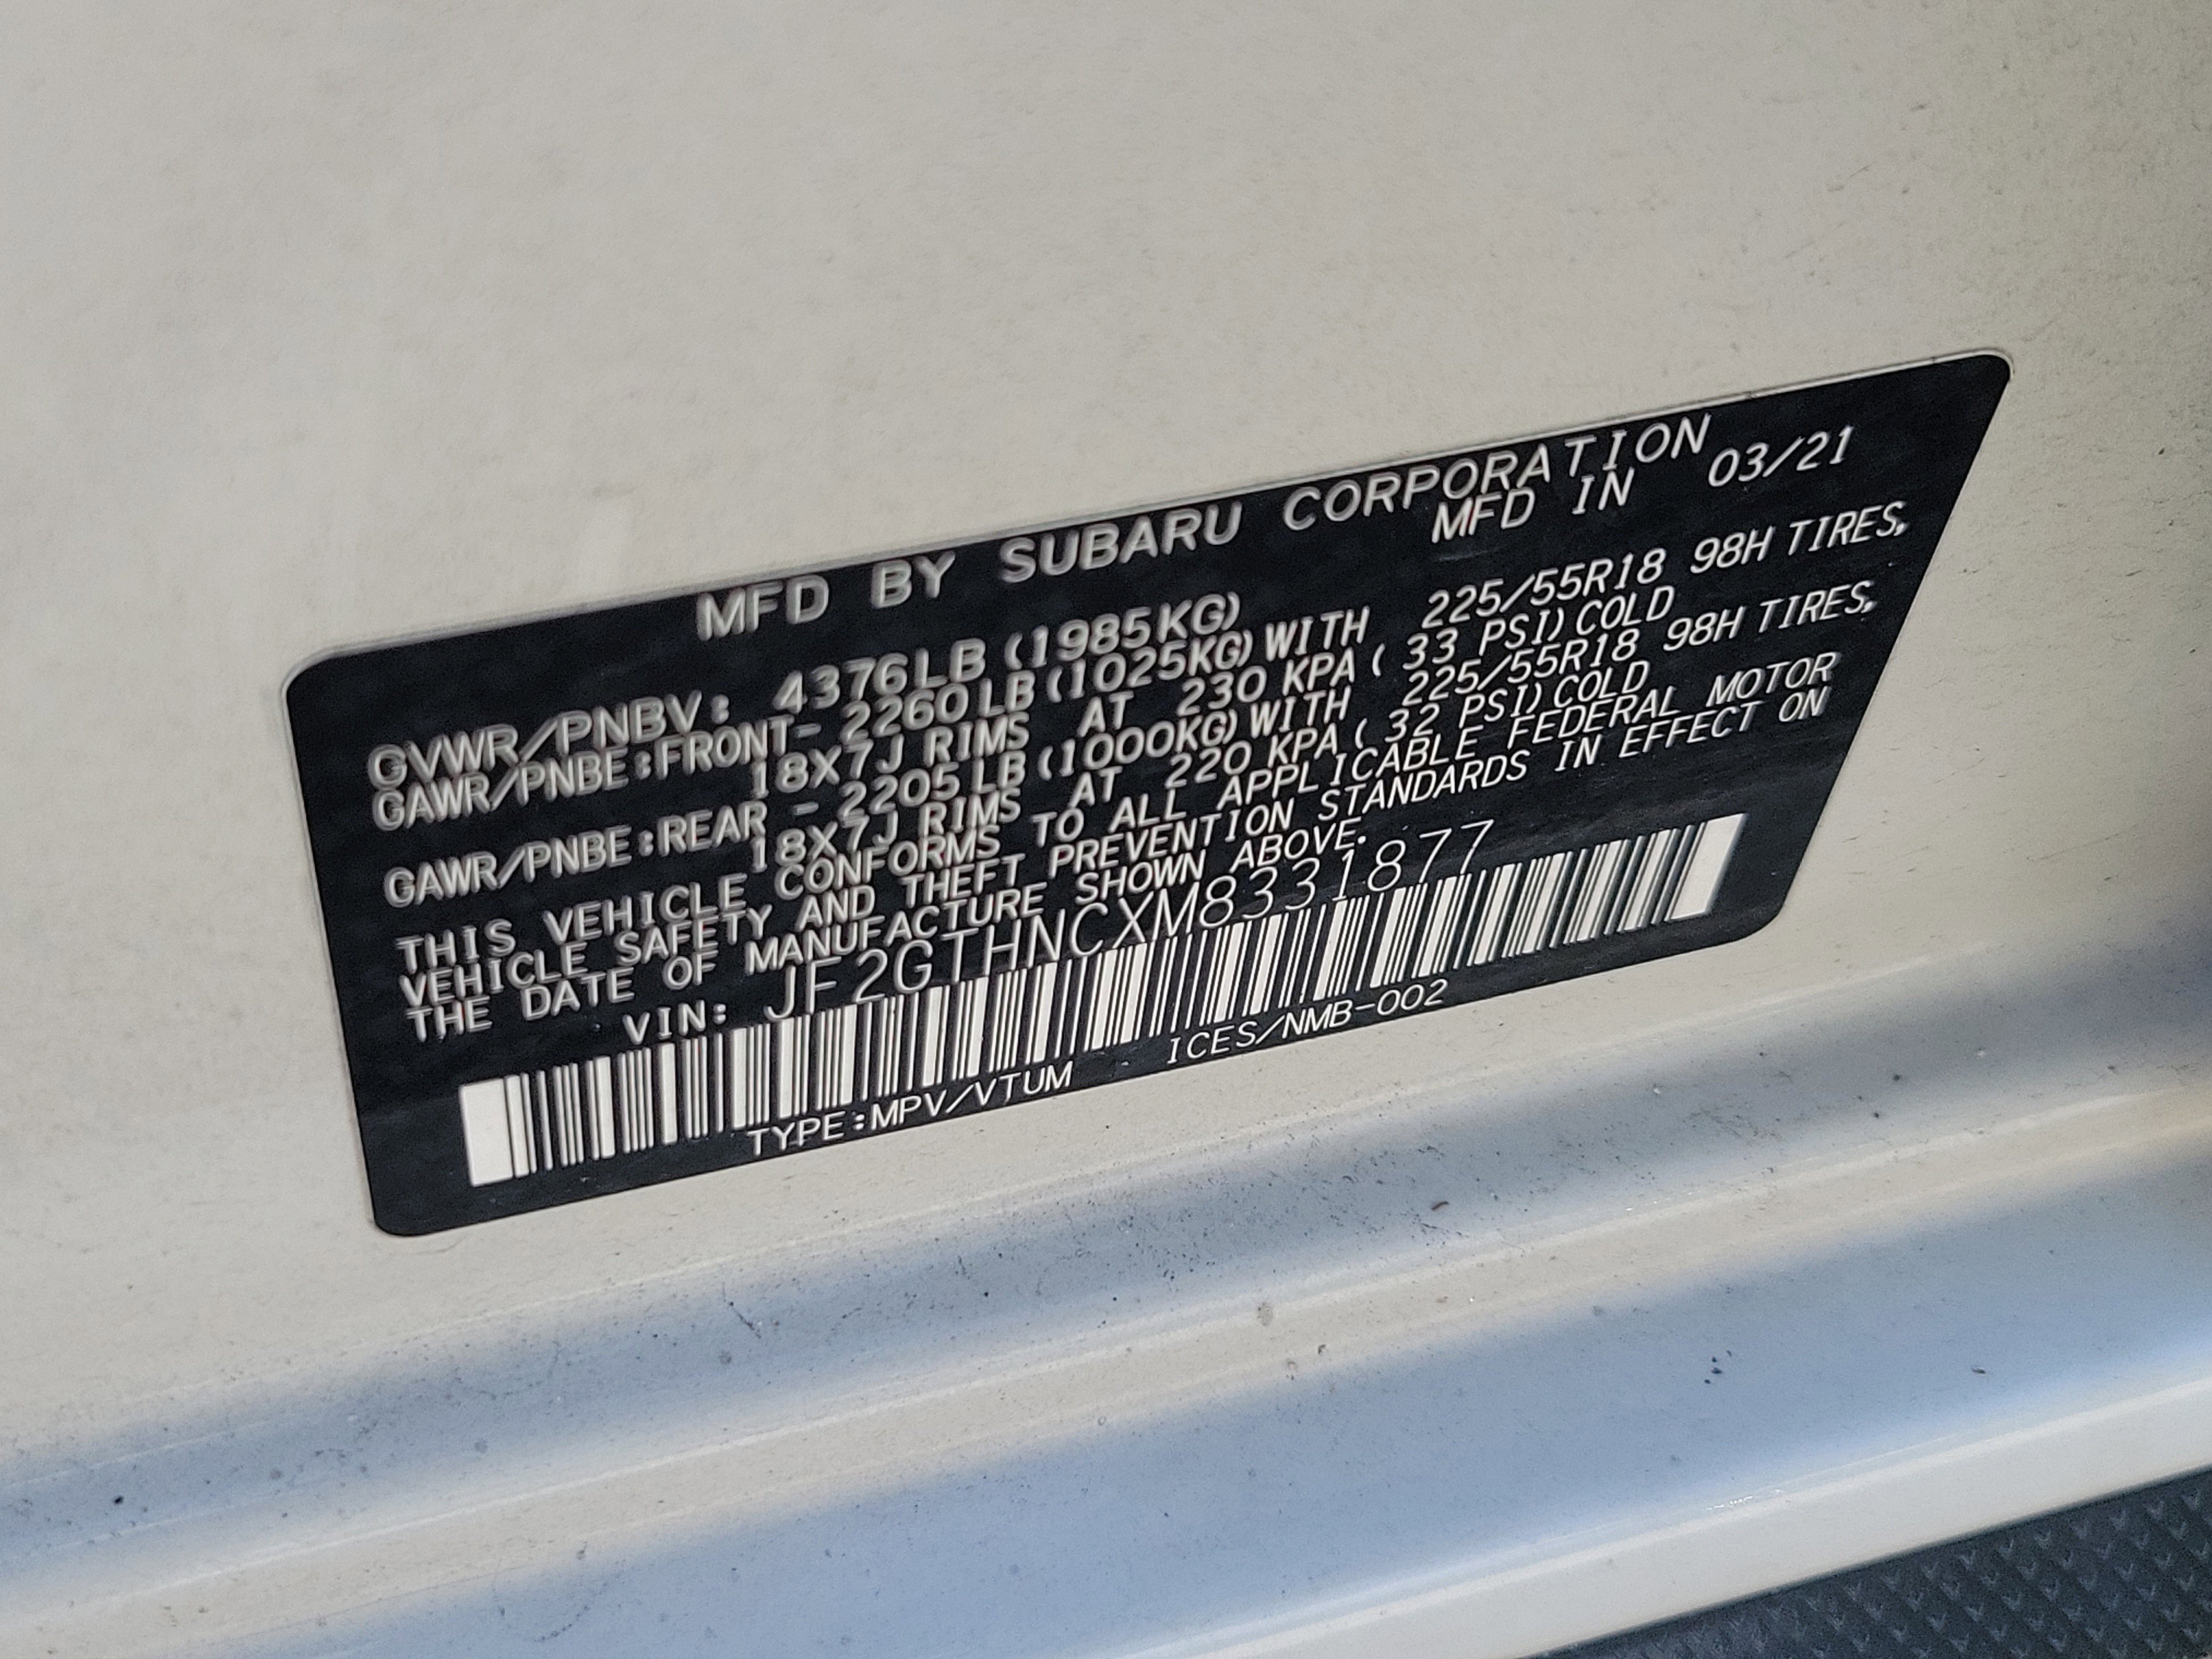 MFD BY SUBARU CORPORATION
MFD IN 03/21
GVWR/PNBV: 4376LB (1985KG)
GAWR/PNBE:FRONT- 2260LB (1025KG) WITH 225/55R18 98H TIRES,
18X7J RIMS AT 230 KPA ( 33 PSI) COLD
GAWR/PNBE:REAR - 2205LB (1000KG) WITH 225/55R18 98H TIRES,
18X7J RIMS AT 220 KPA ( 32 PSI) COLD
THIS VEHICLE CONFORMS TO ALL APPLICABLE FEDERAL MOTOR
VEHICLE SAFETY AND THEFT PREVENTION STANDARDS IN EFFECT ON
THE DATE OF MANUFACTURE SHOWN ABOVE.
VIN: JF2GTHNCXM8331877
TYPE:MPV/VTUM ICES/NMB-002